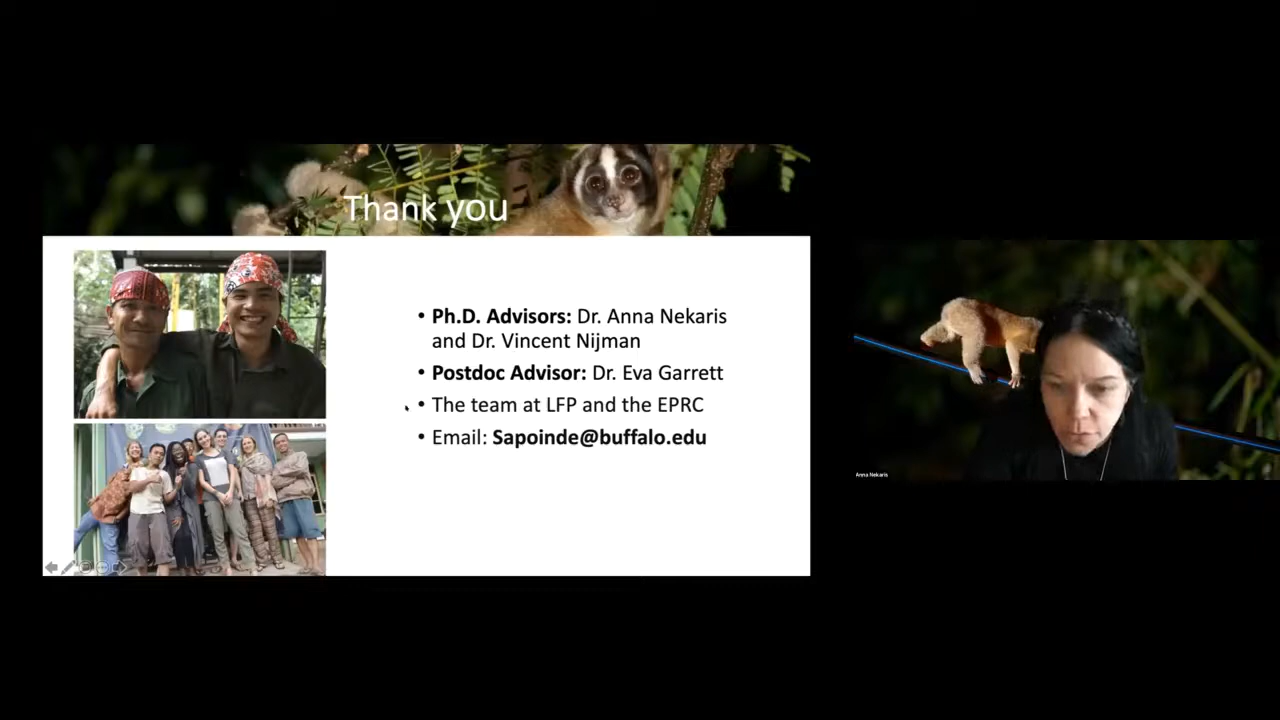 Thank you
• Ph.D. Advisors: Dr. Anna Nekaris
and Dr. Vincent Nijman
• Postdoc Advisor: Dr. Eva Garrett
• The team at LFP and the EPRC
• Email: Sapoinde@buffalo.edu
Anna Nekaris